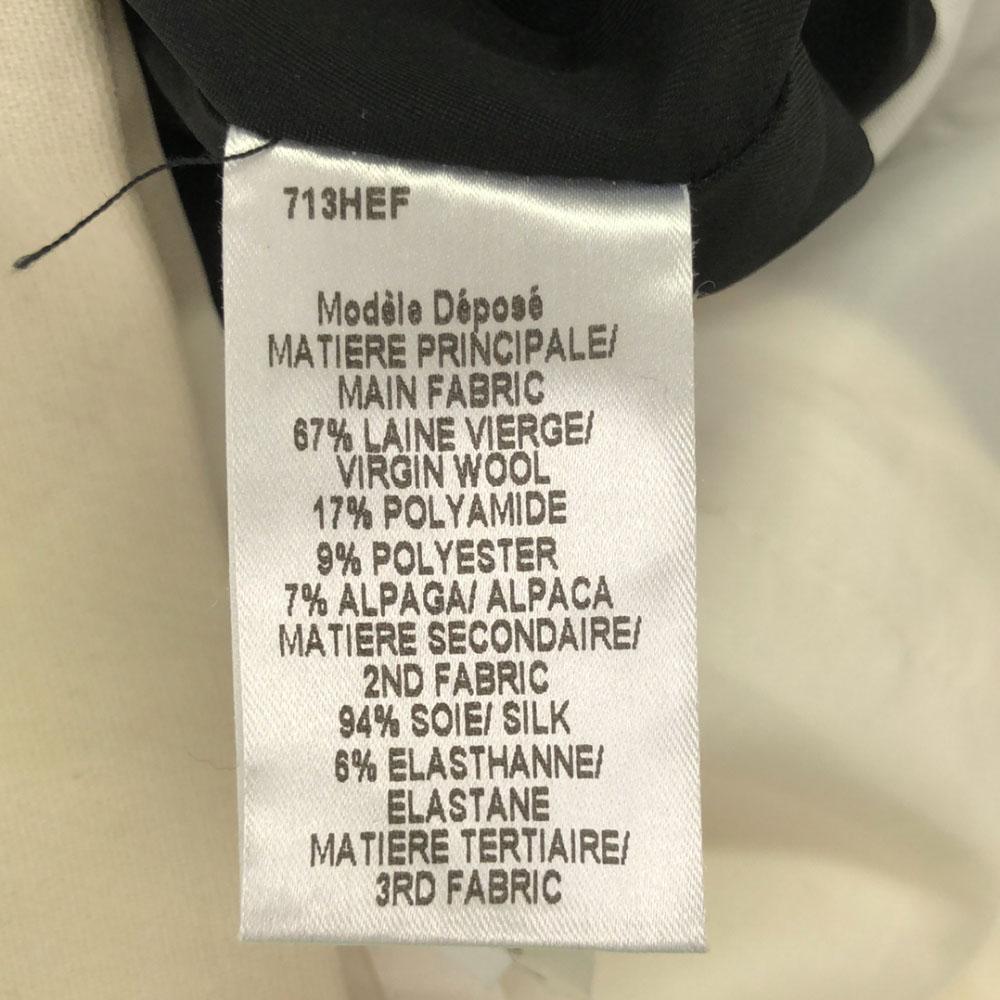 713HEF
Modèle Déposé
MATIERE PRINCIPALE/
MAIN FABRIC
67% LAINE VIERGE/
VIRGIN WOOL
17% POLYAMIDE
9% POLYESTER
7% ALPAGA/ ALPACA
MATIERE SECONDAIRE/
2ND FABRIC
94% SOIE/ SILK
6% ELASTHANNE/
ELASTANE
MATIERE TERTIAIRE/
3RD FABRIC